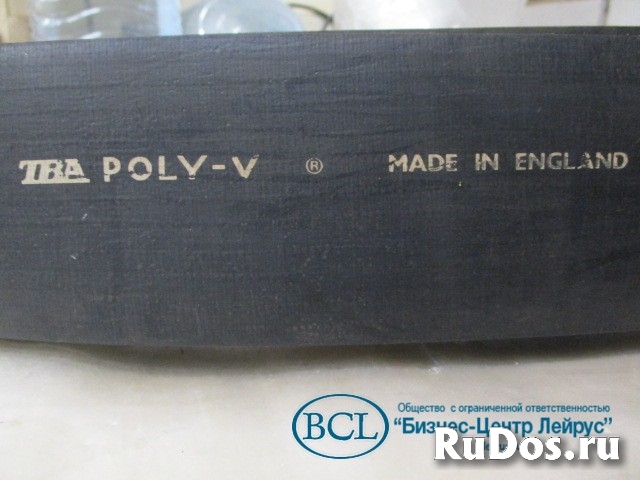 TBA POLY-V ® MADE IN ENGLAND
BCL
Общество с ограниченной ответственностью
“Бизнес-Центр Лейрус”
RuDos.ru